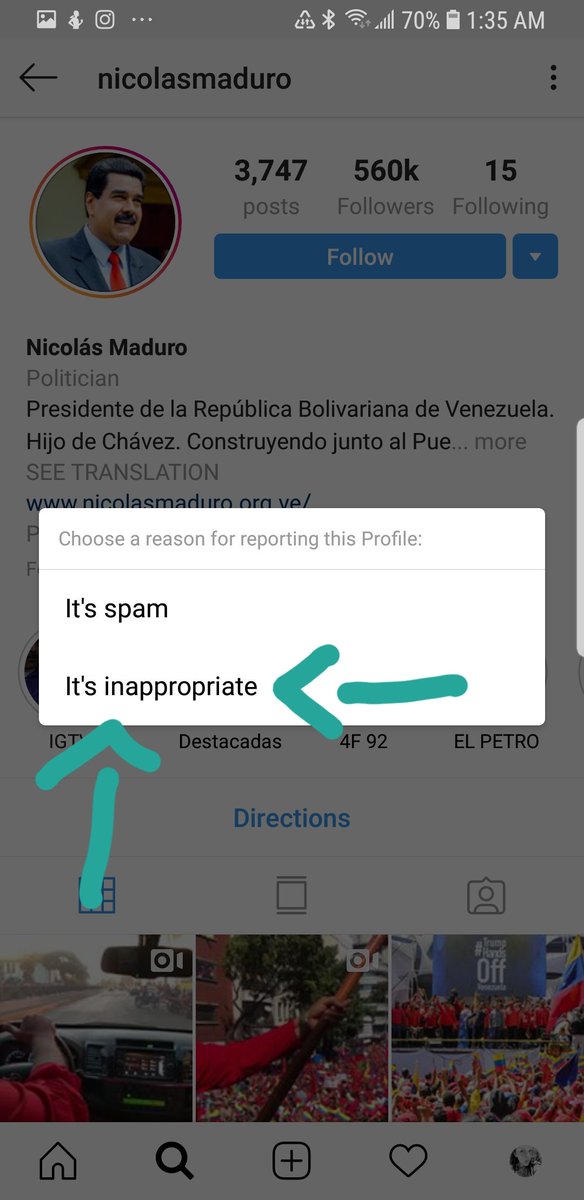 70% 1:35 AM
nicolasmaduro
3,747 560k 15
posts Followers Following
Follow
Nicolás Maduro
Politician
Presidente de la República Bolivariana de Venezuela.
Hijo de Chávez. Construyendo junto al Pue... more
SEE TRANSLATION
www.nicolasmaduro.org.ve/
Choose a reason for reporting this Profile:
It's spam
It's inappropriate
Destacadas 4F 92 EL PETRO
Directions
Trump
#Hands
Off
Venezuela